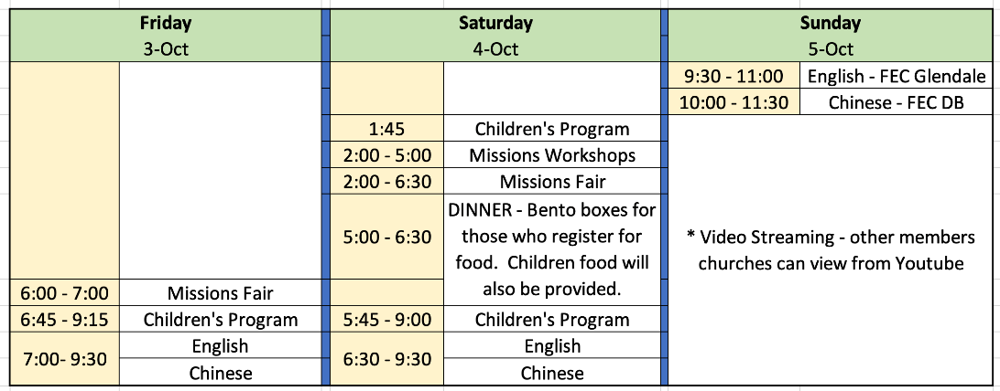 Friday
3-Oct
Saturday
4-Oct
Sunday
5-Oct
9:30 - 11:00 English - FEC Glendale
10:00 - 11:30 Chinese - FEC DB
1:45 Children's Program
2:00 - 5:00 Missions Workshops
2:00 - 6:30 Missions Fair
5:00 - 6:30
DINNER - Bento boxes for
those who register for
food. Children food will
also be provided.
* Video Streaming - other members
churches can view from Youtube
6:00 - 7:00 Missions Fair
6:45 - 9:15 Children's Program
5:45 - 9:00 Children's Program
7:00- 9:30
English
Chinese
6:30 - 9:30
English
Chinese